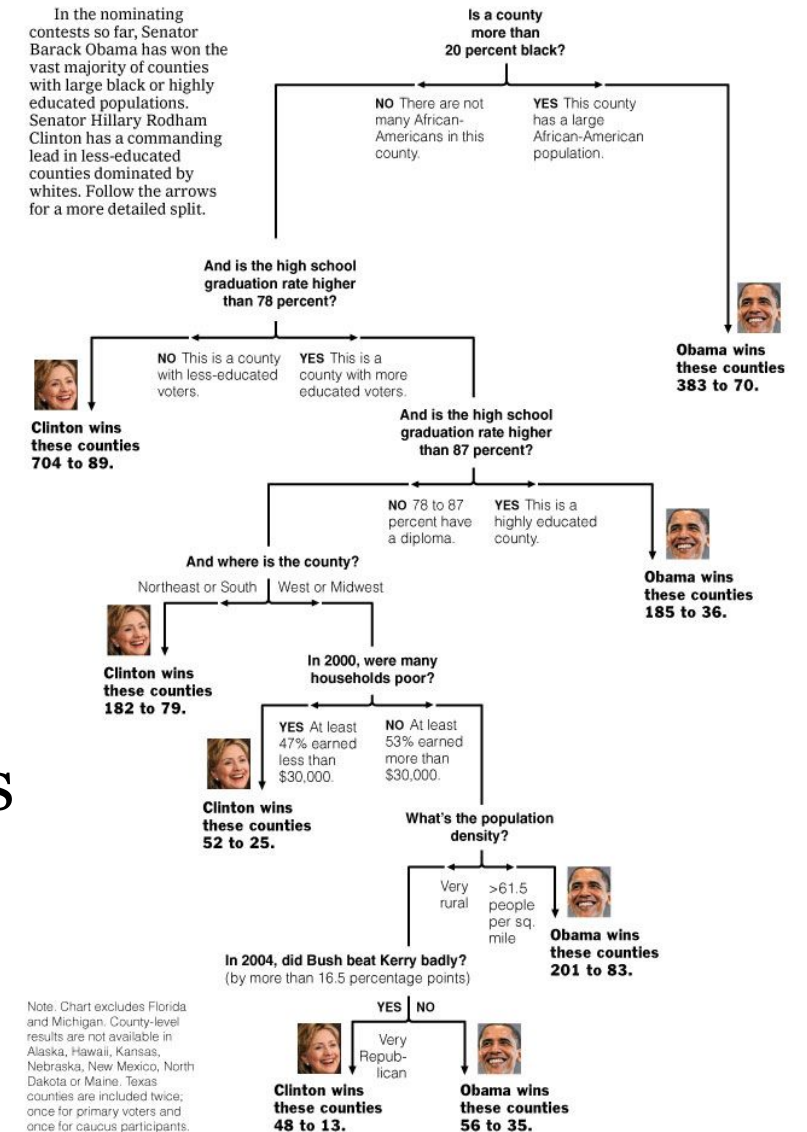 In the nominating
contests so far, Senator
Barack Obama has won the
vast majority of counties
with large black or highly
educated populations.
Senator Hillary Rodham
Clinton has a commanding
lead in less-educated
counties dominated by
whites. Follow the arrows
for a more detailed split.
Is a county
more than
20 percent black?
NO There are not
many African-
Americans in this
county.
YES This county
has a large
African-American
population.
And is the high school
graduation rate higher
than 78 percent?
Obama wins
these counties
383 to 70.
NO This is a county
with less-educated
voters.
YES This is a
county with more
educated voters.
Clinton wins
these counties
704 to 89.
And is the high school
graduation rate higher
than 87 percent?
NO 78 to 87
percent have
a diploma.
YES This is a
highly educated
county.
Obama wins
these counties
185 to 36.
And where is the county?
Northeast or South
West or Midwest
Clinton wins
these counties
182 to 79.
In 2000, were many
households poor?
YES At least
47% earned
less than
$30,000.
NO At least
53% earned
more than
$30,000.
s
Clinton wins
these counties
52 to 25.
What's the population
density?
Very
rural
>61.5
people
per sq.
mile
Obama wins
these counties
201 to 83.
In 2004, did Bush beat Kerry badly?
(by more than 16.5 percentage points)
YES
NO
Very
Repub-
lican
Clinton wins
these counties
48 to 13.
Obama wins
these counties
56 to 35.
Note. Chart excludes Florida
and Michigan. County-level
results are not available in
Alaska, Hawaii, Kansas,
Nebraska, New Mexico, North
Dakota or Maine. Texas
counties are included twice;
once for primary voters and
once for caucus participants.